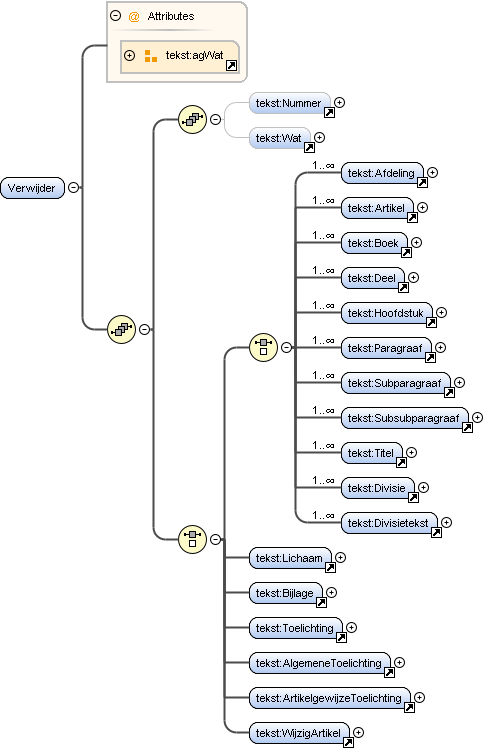 @ Attributes
tekst:agWat
tekst:Nummer
tekst:Wat
Verwijder
1..∞
tekst:Afdeling
1..∞
tekst:Artikel
1..∞
tekst:Boek
1..∞
tekst:Deel
1..∞
tekst:Hoofdstuk
1..∞
tekst:Paragraaf
1..∞
tekst:Subparagraaf
1..∞
tekst:Subsubparagraaf
1..∞
tekst:Titel
1..∞
tekst:Divisie
1..∞
tekst:Divisietekst
tekst:Lichaam
tekst:Bijlage
tekst:Toelichting
tekst:AlgemeneToelichting
tekst:ArtikelgewijzeToelichting
tekst:WijzigArtikel